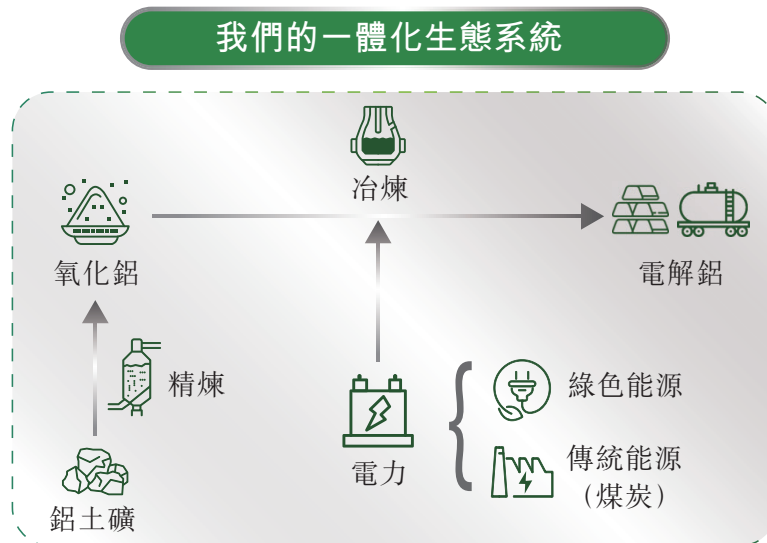 我們的一體化生態系統
冶煉
氧化鋁
電解鋁
精煉
綠色能源
電力
傳統能源
（煤炭）
鋁土礦